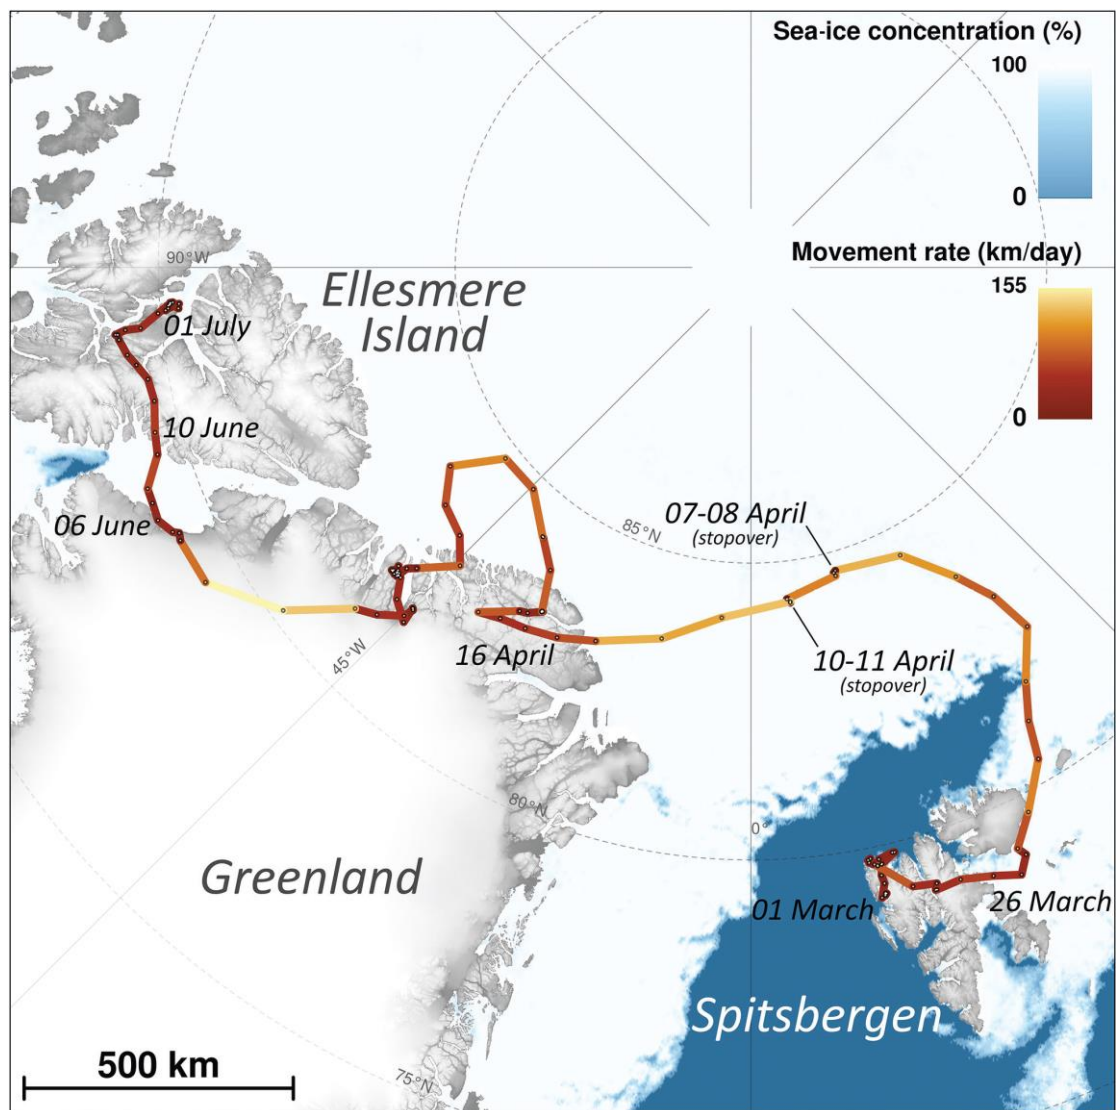 Sea-ice concentration (%)
100
0
Movement rate (km/day)
155
0
90°W
Ellesmere
Island
01 July
10 June
06 June
07-08 April
(stopover)
85°N
10-11 April
(stopover)
16 April
45°W
80°N
0°
Greenland
01 March
26 March
Spitsbergen
500 km
75°N